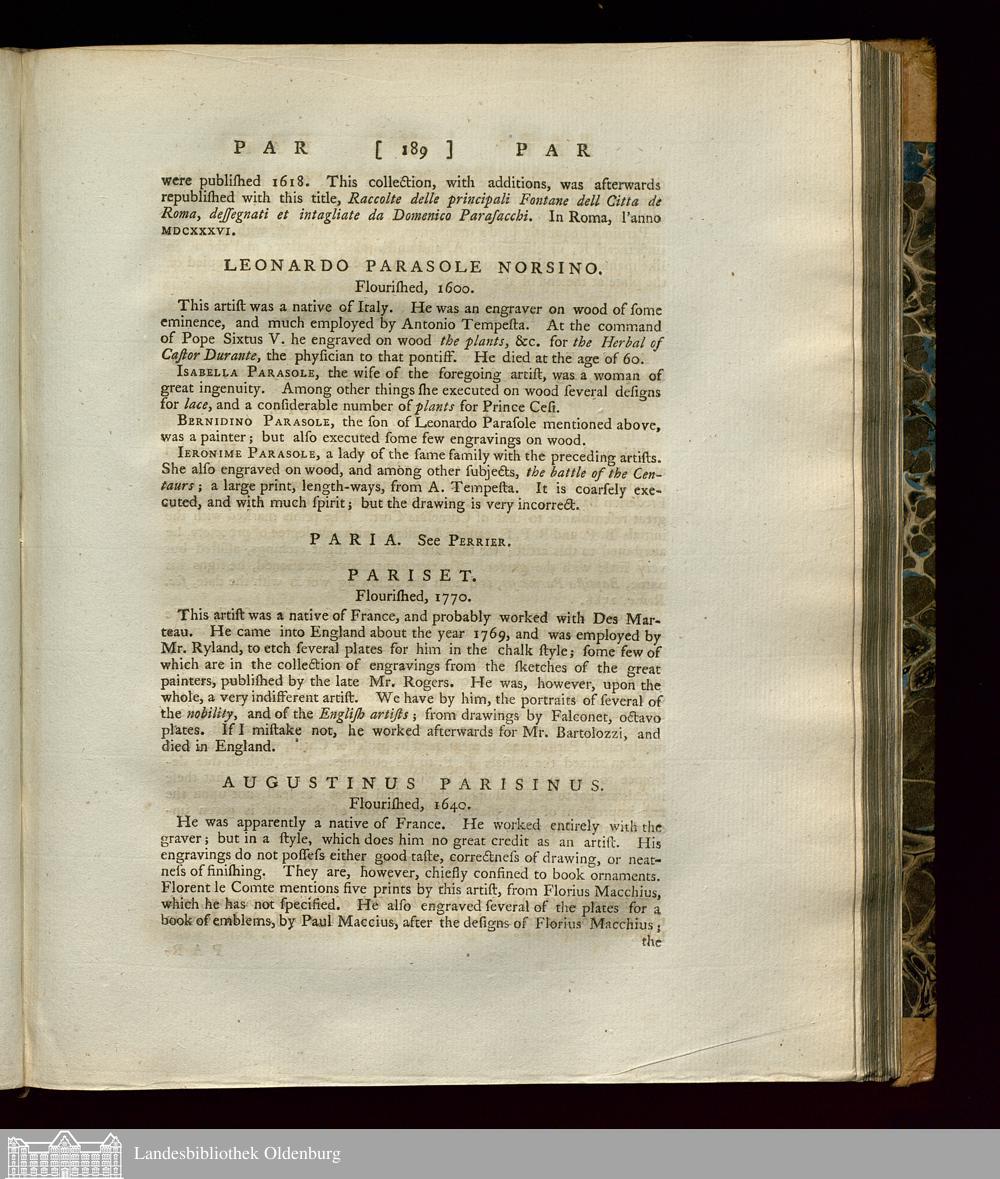 P A R [ 189 ] P A R
were publiſhed 1618. This collection, with additions, was afterwards
republiſhed with this title, Raccolte delle principali Fontane dell Citta de
Roma, deſſegnati et intagliate da Domenico Paraſacchi. In Roma, l'anno
MDCXXXVI.
LEONARDO PARASOLE NORSINO.
Flouriſhed, 1600.
This artiſt was a native of Italy. He was an engraver on wood of ſome
eminence, and much employed by Antonio Tempeſta. At the command
of Pope Sixtus V. he engraved on wood the plants, &c. for the Herbal of
Caſtor Durante, the phyſician to that pontiff. He died at the age of 60.
ISABELLA PARASOLE, the wife of the foregoing artiſt, was a woman of
great ingenuity. Among other things ſhe executed on wood ſeveral deſigns
for lace, and a conſiderable number of plants for Prince Ceſi.
BERNIDINO PARASOLE, the ſon of Leonardo Paraſole mentioned above,
was a painter; but alſo executed ſome few engravings on wood.
IERONIME PARASOLE, a lady of the ſame family with the preceding artiſts.
She alſo engraved on wood, and among other ſubjects, the battle of the Cen-
taurs; a large print, length-ways, from A. Tempeſta. It is coarſely exe-
cuted, and with much ſpirit; but the drawing is very incorrect.
P A R I A. See PERRIER.
P A R I S E T.
Flouriſhed, 1770.
This artiſt was a native of France, and probably worked with Des Mar-
teau. He came into England about the year 1769, and was employed by
Mr. Ryland, to etch ſeveral plates for him in the chalk ſtyle; ſome few of
which are in the collection of engravings from the ſketches of the great
painters, publiſhed by the late Mr. Rogers. He was, however, upon the
whole, a very indifferent artiſt. We have by him, the portraits of ſeveral of
the nobility, and of the Engliſh artiſts; from drawings by Falconet, octavo
plates. If I miſtake not, he worked afterwards for Mr. Bartolozzi, and
died in England.
A U G U S T I N U S P A R I S I N U S.
Flouriſhed, 1640.
He was apparently a native of France. He worked entirely with the
graver; but in a ſtyle, which does him no great credit as an artiſt. His
engravings do not poſſeſs either good taſte, correctneſs of drawing, or neat-
neſs of finiſhing. They are, however, chiefly confined to book ornaments.
Florent le Comte mentions five prints by this artiſt, from Florius Macchius,
which he has not ſpecified. He alſo engraved ſeveral of the plates for a
book of emblems, by Paul Maccius, after the deſigns of Florius Macchius;
the
Landesbibliothek Oldenburg